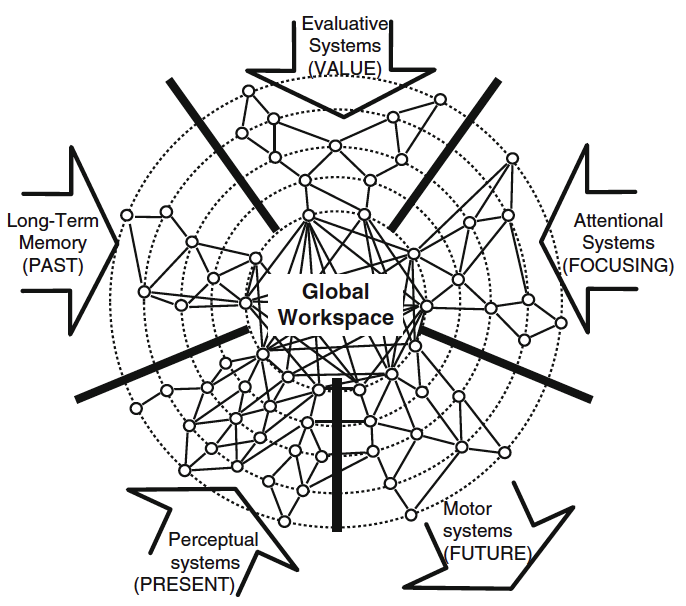 Evaluative
Systems
(VALUE)
Long-Term
Memory
(PAST)
Attentional
Systems
(FOCUSING)
Global
Workspace
Perceptual
systems
(PRESENT)
Motor
systems
(FUTURE)